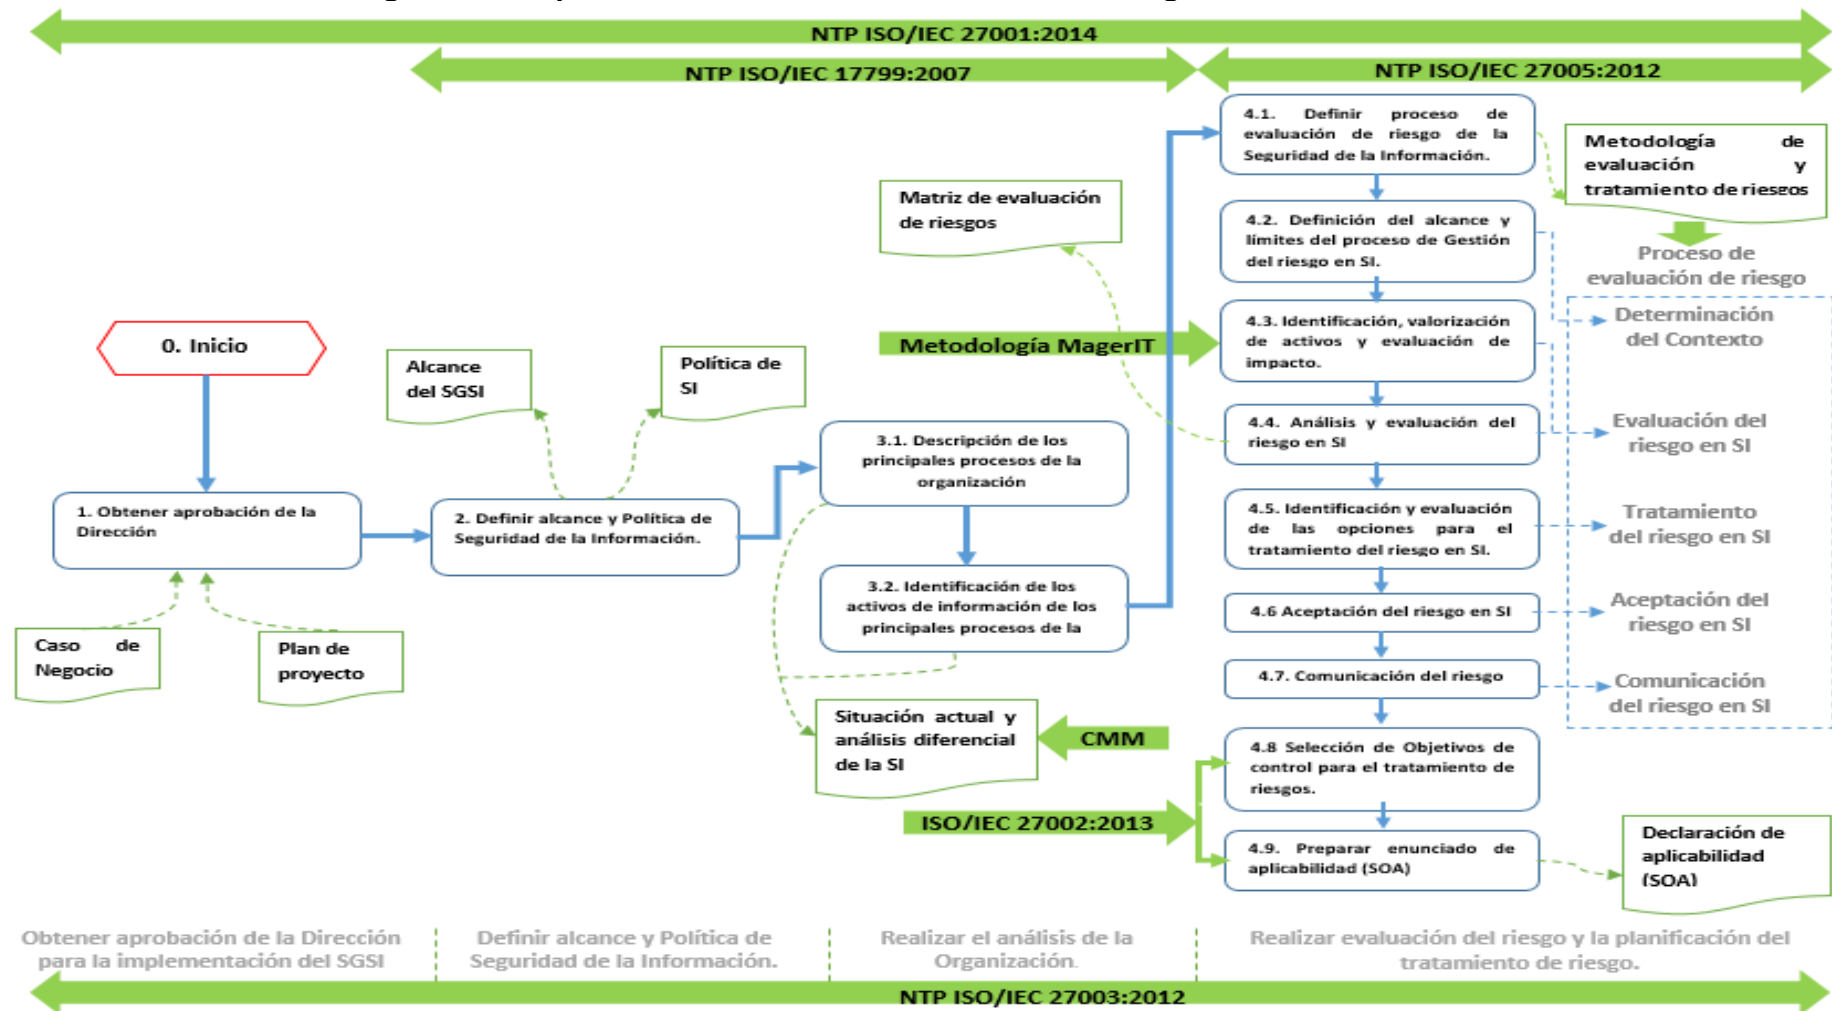 NTP ISO/IEC 27001:2014
NTP ISO/IEC 17799:2007
NTP ISO/IEC 27005:2012
0. Inicio
1. Obtener aprobación de la
Dirección
Caso de
Negocio
Plan de
proyecto
Alcance
del SGSI
Política de
SI
2. Definir alcance y Política de
Seguridad de la Información.
Matriz de evaluación
de riesgos
Metodología MagerIT
3.1. Descripción de los
principales procesos de la
organización
3.2. Identificación de los
activos de información de los
principales procesos de la
Situación actual y
análisis diferencial
de la SI
CMM
ISO/IEC 27002:2013
4.1. Definir proceso de
evaluación de riesgo de la
Seguridad de la Información.
4.2. Definición del alcance y
límites del proceso de Gestión
del riesgo en SI.
4.3. Identificación, valorización
de activos y evaluación de
impacto.
4.4. Análisis y evaluación del
riesgo en SI
4.5. Identificación y evaluación
de las opciones para el
tratamiento del riesgo en SI.
4.6 Aceptación del riesgo en SI
4.7. Comunicación del riesgo
4.8 Selección de Objetivos de
control para el tratamiento de
riesgos.
4.9. Preparar enunciado de
aplicabilidad (SOA)
Metodología de
evaluación y
tratamiento de riesgos
Proceso de
evaluación de riesgo
Determinación
del Contexto
Evaluación del
riesgo en SI
Tratamiento
del riesgo en SI
Aceptación del
riesgo en SI
Comunicación
del riesgo en SI
Declaración de
aplicabilidad
(SOA)
Obtener aprobación de la Dirección
para la implementación del SGSI
Definir alcance y Política de
Seguridad de la Información.
Realizar el análisis de la
Organización.
Realizar evaluación del riesgo y la planificación del
tratamiento de riesgo.
NTP ISO/IEC 27003:2012